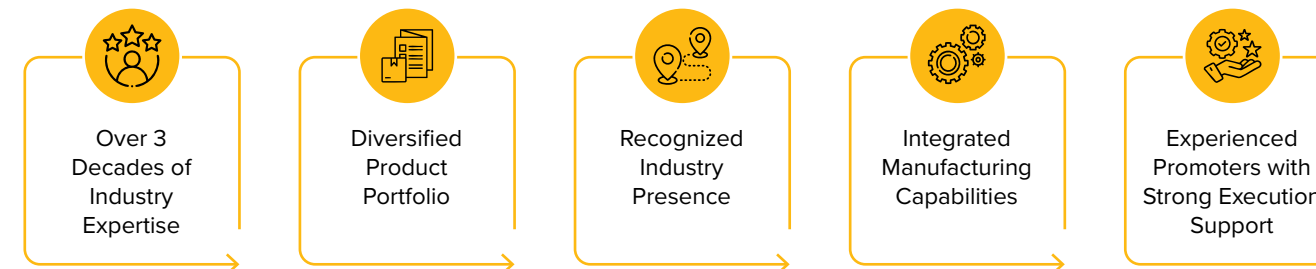 Over 3
Decades of
Industry
Expertise
Diversified
Product
Portfolio
Recognized
Industry
Presence
Integrated
Manufacturing
Capabilities
Experienced
Promoters with
Strong Execution
Support